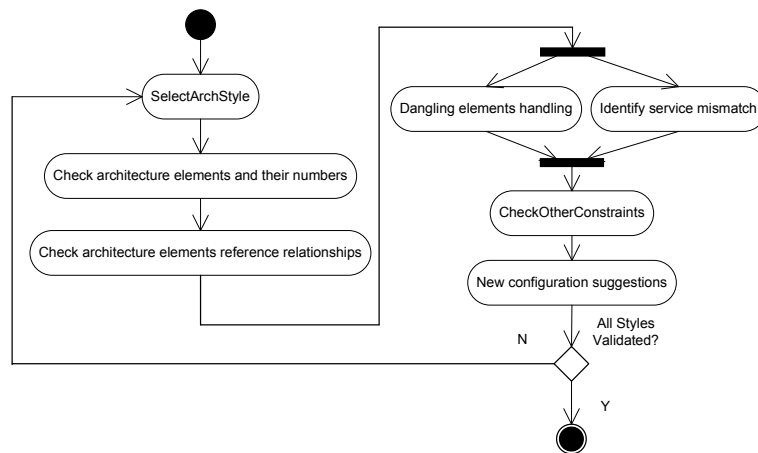 SelectArchStyle
Check architecture elements and their numbers
Check architecture elements reference relationships
Dangling elements handling
Identify service mismatch
CheckOtherConstraints
New configuration suggestions
All Styles
Validated?
N
Y